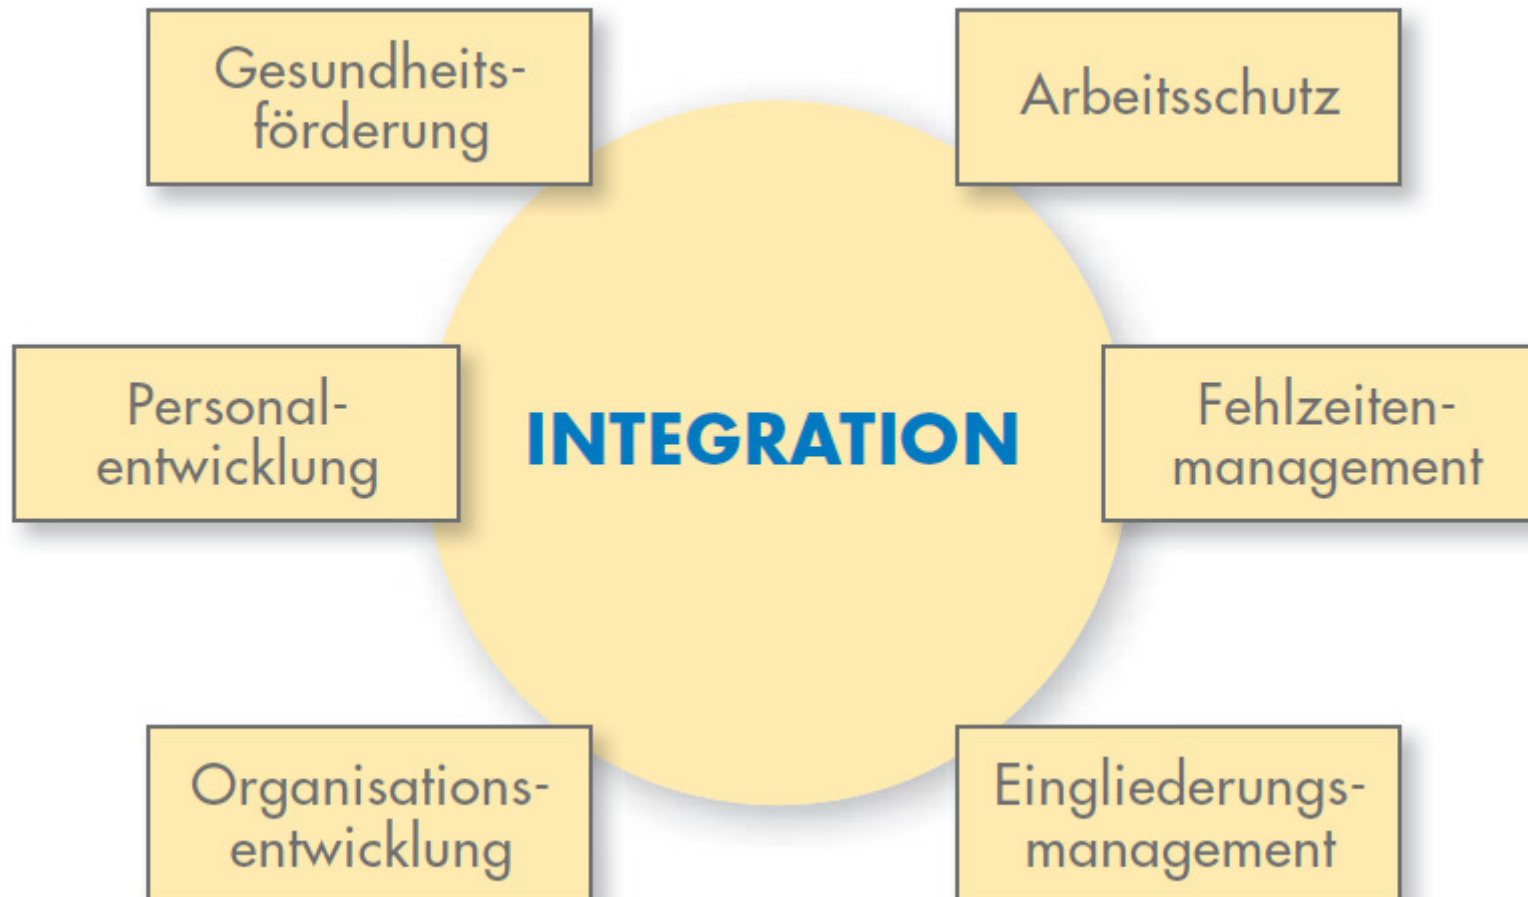 Gesundheits-
förderung
Arbeitsschutz
Personal-
entwicklung
INTEGRATION
Fehlzeiten-
management
Organisations-
entwicklung
Eingliederungs-
management